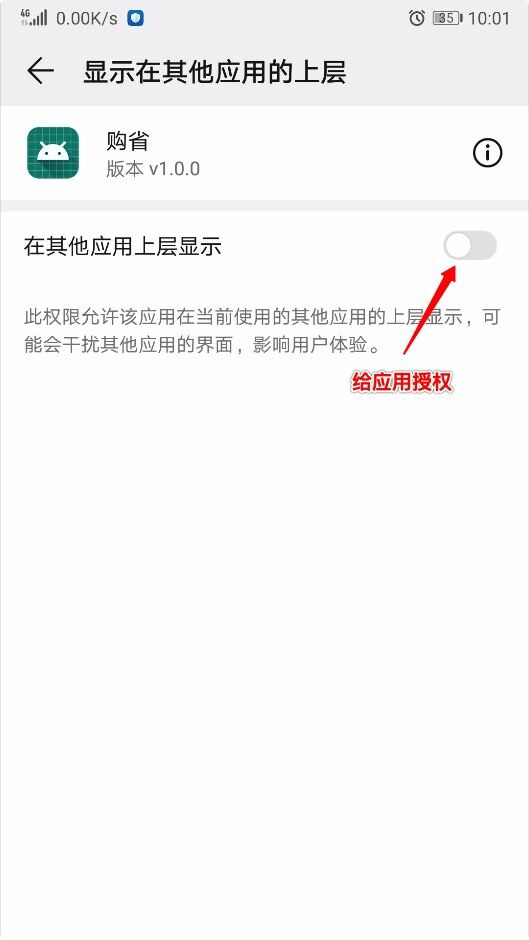 4G 0.00K/s 35 10:01
显示在其他应用的上层
购省
版本 v1.0.0
在其他应用上层显示
此权限允许该应用在当前使用的其他应用的上层显示，可
能会干扰其他应用的界面，影响用户体验。
给应用授权